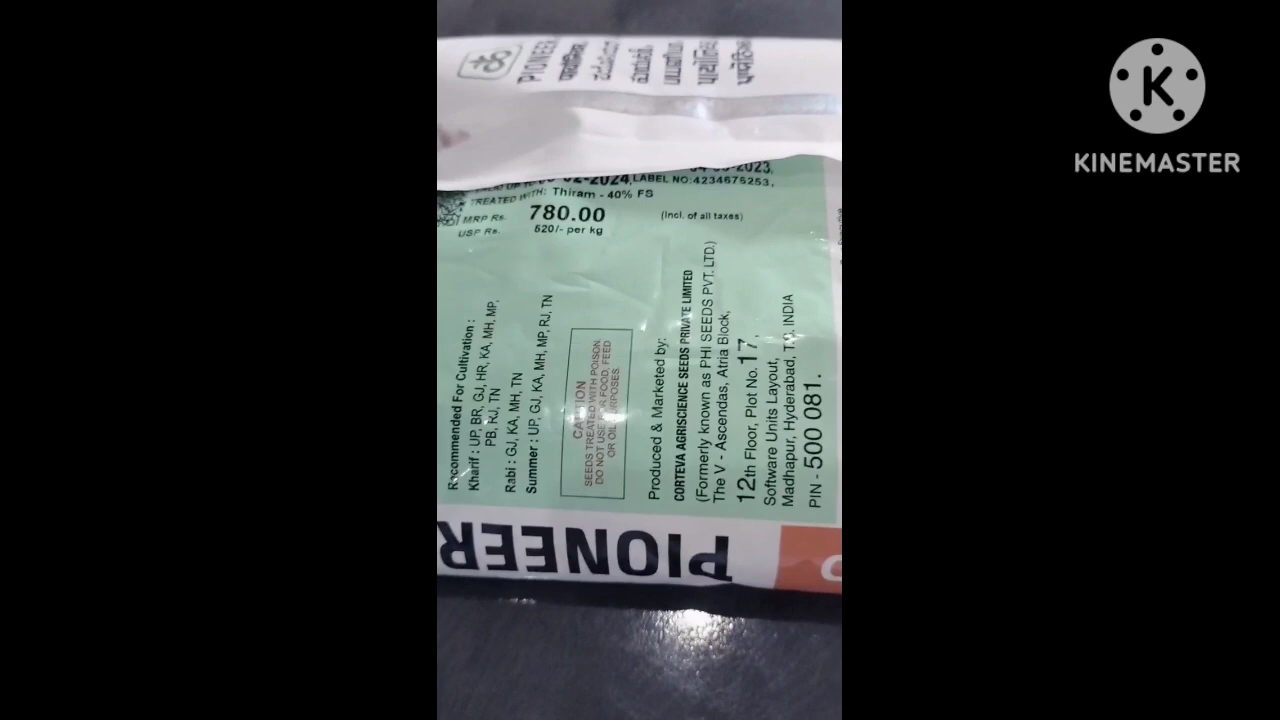 PIONEER
पायोनियर
પાયોનિયર
TREATED WITH: Thiram - 40% FS
LABEL NO:4234676253,
MRP Rs. 780.00 (Incl. of all taxes)
USP Rs. 520/- per kg
Recommended For Cultivation :
Kharif : UP, BR, GJ, HR, KA, MH, MP,
PB, RJ, TN
Rabi : GJ, KA, MH, TN
Summer : UP, GJ, KA, MH, MP, RJ, TN
CAUTION
SEEDS TREATED WITH POISON.
DO NOT USE FOR FOOD, FEED
OR OIL PURPOSES.
Produced & Marketed by:
CORTEVA AGRISCIENCE SEEDS PRIVATE LIMITED
(Formerly known as PHI SEEDS PVT. LTD.)
The V - Ascendas, Atria Block,
12th Floor, Plot No. 17,
Software Units Layout,
Madhapur, Hyderabad, T.S. INDIA
PIN - 500 081.
PIONEER
KINEMASTER